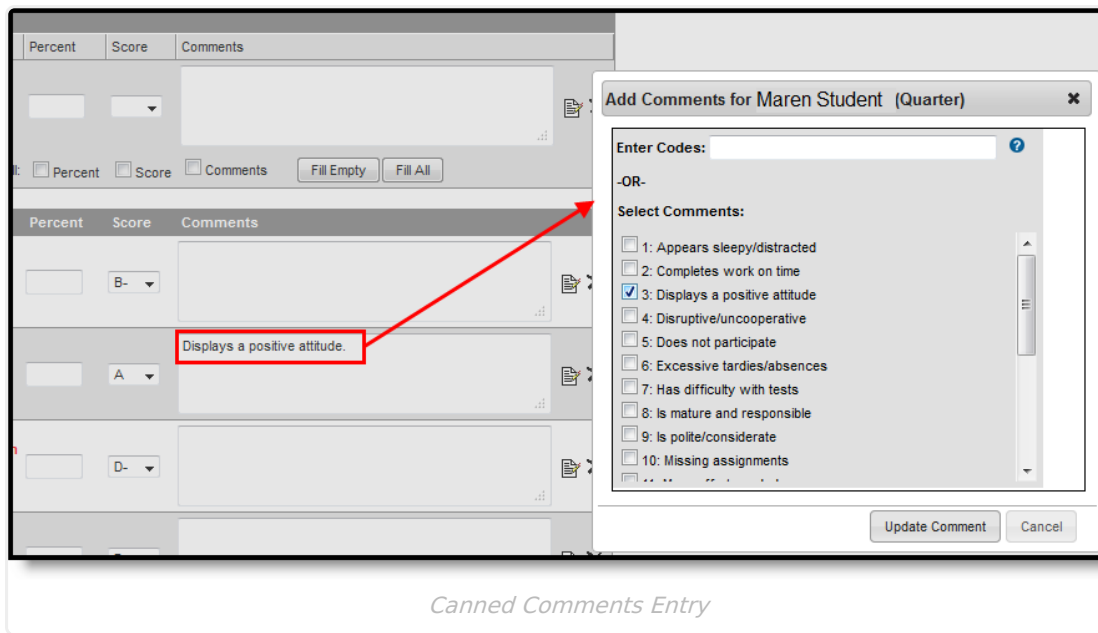 Percent Score Comments
Percent Score Comments
Fill Empty Fill All
Percent Score Comments
B-
Displays a positive attitude.
A
D-
Add Comments for Maren Student (Quarter)
Enter Codes:
-OR-
Select Comments:
1: Appears sleepy/distracted
2: Completes work on time
3: Displays a positive attitude
4: Disruptive/uncooperative
5: Does not participate
6: Excessive tardies/absences
7: Has difficulty with tests
8: Is mature and responsible
9: Is polite/considerate
10: Missing assignments
Update Comment Cancel
Canned Comments Entry